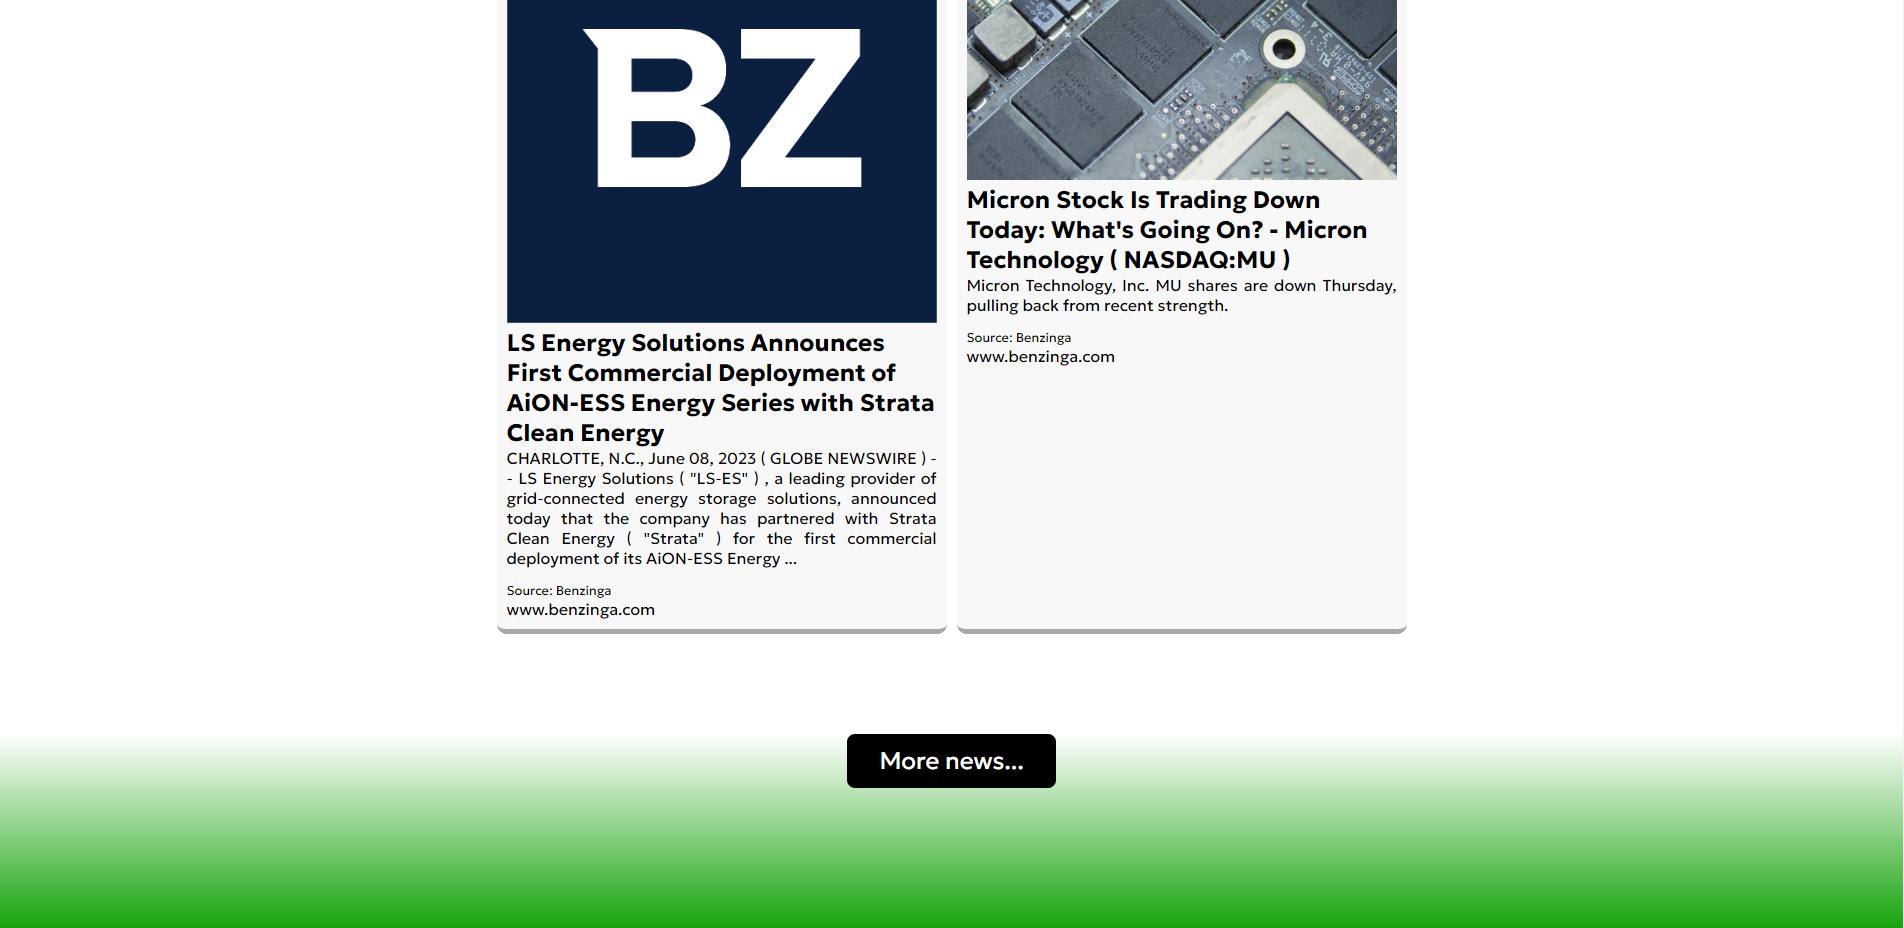 BZ
LS Energy Solutions Announces
First Commercial Deployment of
AiON-ESS Energy Series with Strata
Clean Energy
CHARLOTTE, N.C., June 08, 2023 ( GLOBE NEWSWIRE ) -
- LS Energy Solutions ( "LS-ES" ) , a leading provider of
grid-connected energy storage solutions, announced
today that the company has partnered with Strata
Clean Energy ( "Strata" ) for the first commercial
deployment of its AiON-ESS Energy ...
Source: Benzinga
www.benzinga.com
Micron Stock Is Trading Down
Today: What's Going On? - Micron
Technology ( NASDAQ:MU )
Micron Technology, Inc. MU shares are down Thursday,
pulling back from recent strength.
Source: Benzinga
www.benzinga.com
More news...